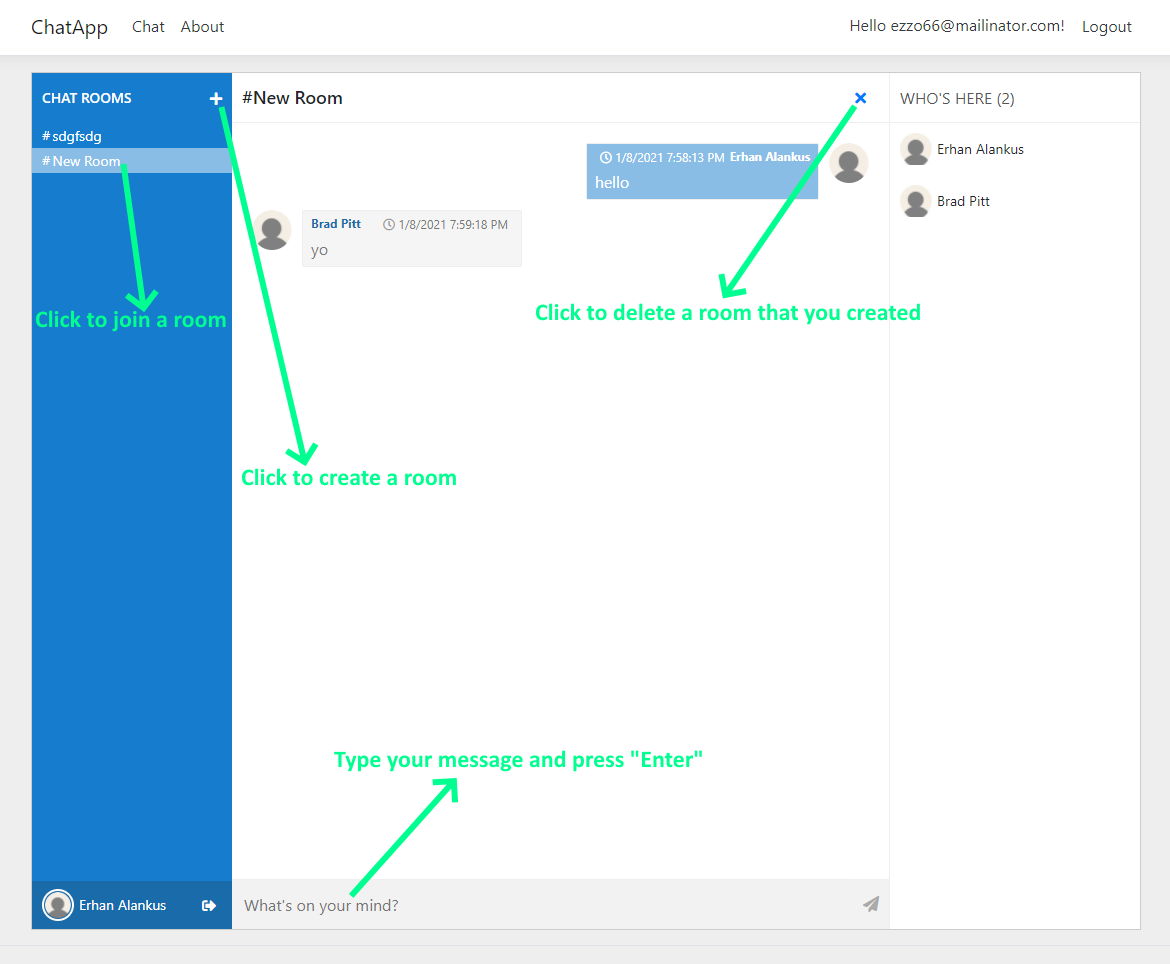 ChatApp Chat About Hello ezzo66@mailinator.com! Logout
CHAT ROOMS +
#sdgfsdg
#New Room
Click to join a room
Erhan Alankus
#New Room
1/8/2021 7:58:13 PM Erhan Alankus
hello
Brad Pitt 1/8/2021 7:59:18 PM
yo
Click to delete a room that you created
Click to create a room
Type your message and press "Enter"
What's on your mind?
WHO'S HERE (2)
Erhan Alankus
Brad Pitt